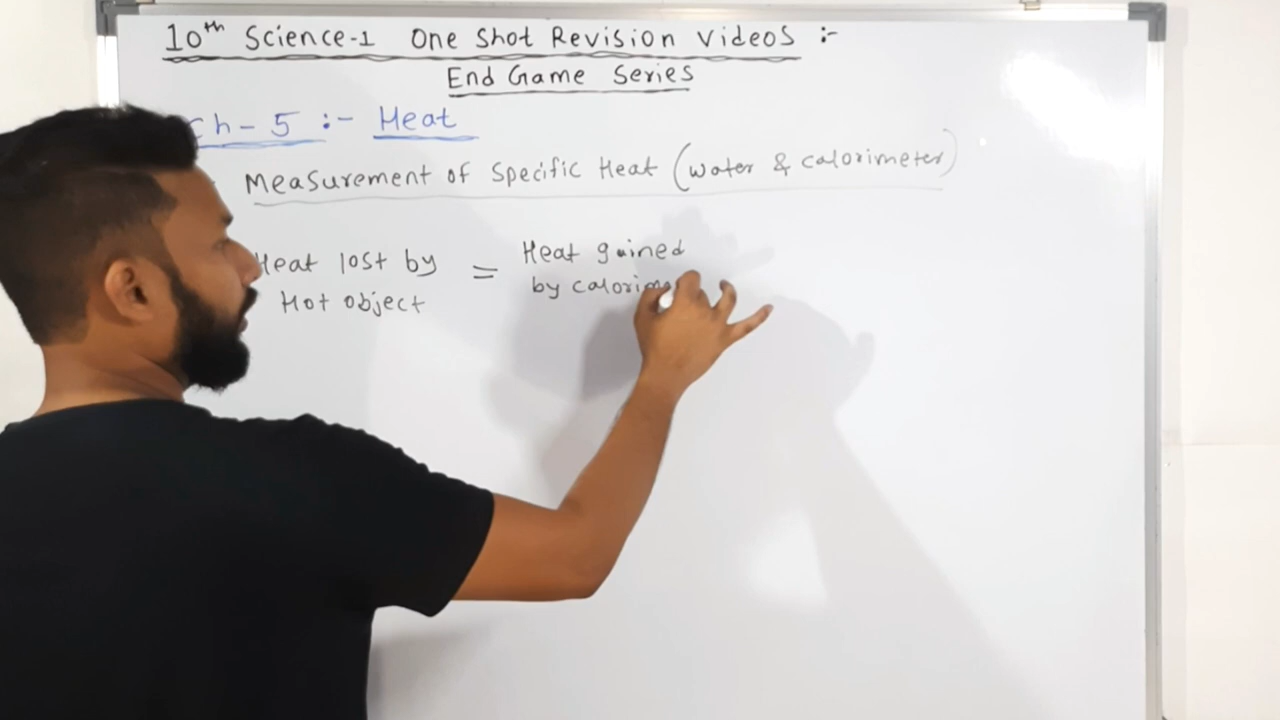 10th Science-1 One Shot Revision Videos :-
End Game Series
Ch-5 :- Heat
Measurement of Specific Heat (water & calorimeter)
Heat lost by = Heat gained
Hot object by